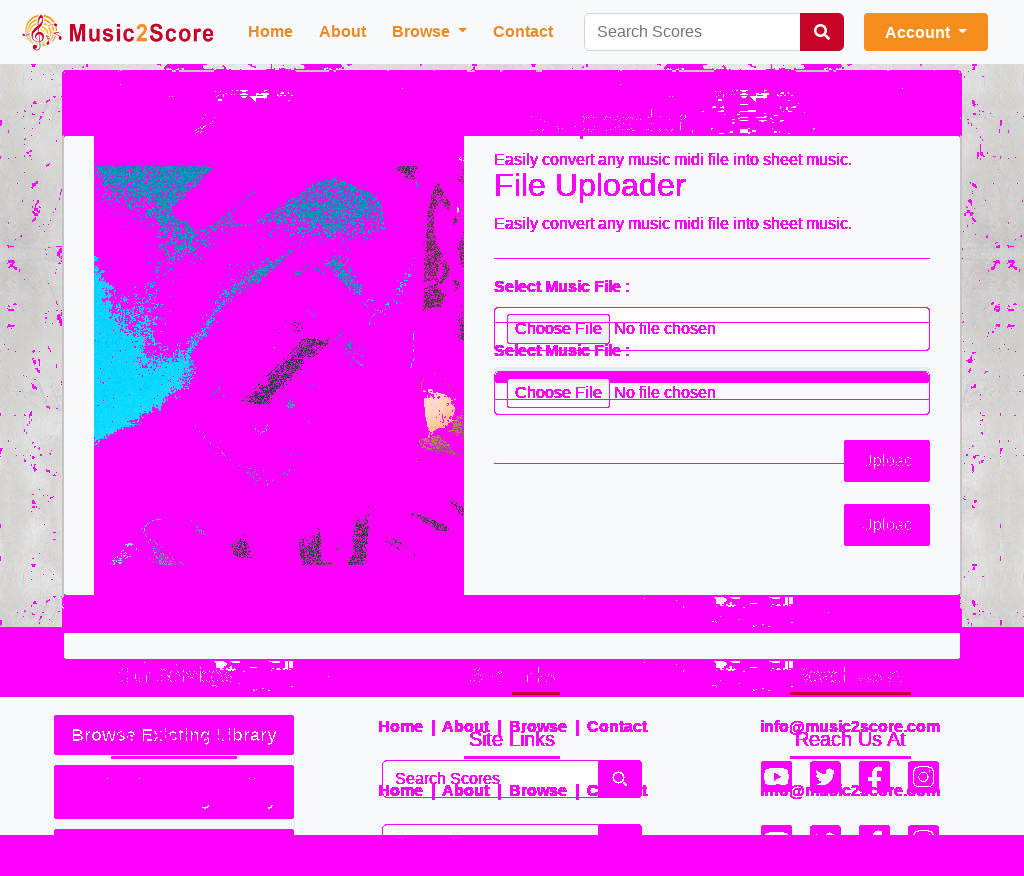 Music2Score Home About Browse Contact Search Scores Account
Easily convert any music midi file into sheet music.
File Uploader
Easily convert any music midi file into sheet music.
Select Music File :
Choose File No file chosen
Select Music File :
Choose File No file chosen
Upload
Upload
Browse Existing Library
Home | About | Browse | Contact
info@music2score.com
Site Links
Reach Us At
Search Scores
Home | About | Browse | Contact
info@music2score.com